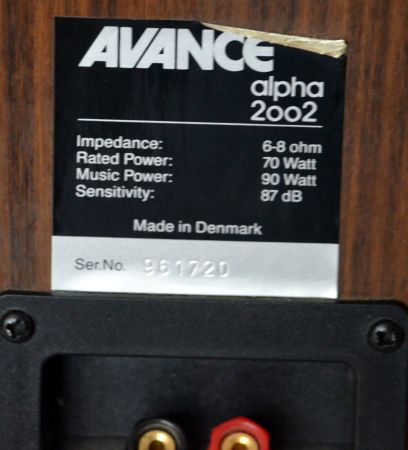 AVANCE
alpha
2oo2
Impedance: 6-8 ohm
Rated Power: 70 Watt
Music Power: 90 Watt
Sensitivity: 87 dB
Made in Denmark
Ser.No. 961720